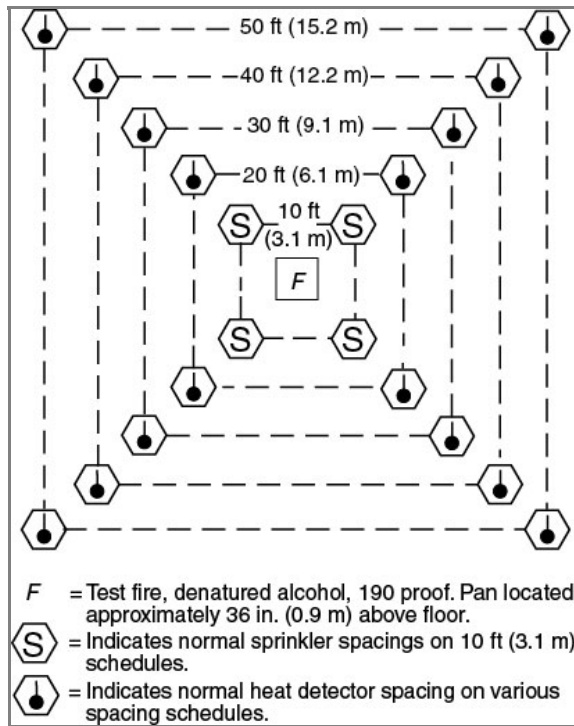 50 ft (15.2 m)
40 ft (12.2 m)
30 ft (9.1 m)
20 ft (6.1 m)
S
10 ft
S
(3.1 m)
F
S
S
F = Test fire, denatured alcohol, 190 proof. Pan located
approximately 36 in. (0.9 m) above floor.
S = Indicates normal sprinkler spacings on 10 ft (3.1 m)
schedules.
= Indicates normal heat detector spacing on various
spacing schedules.